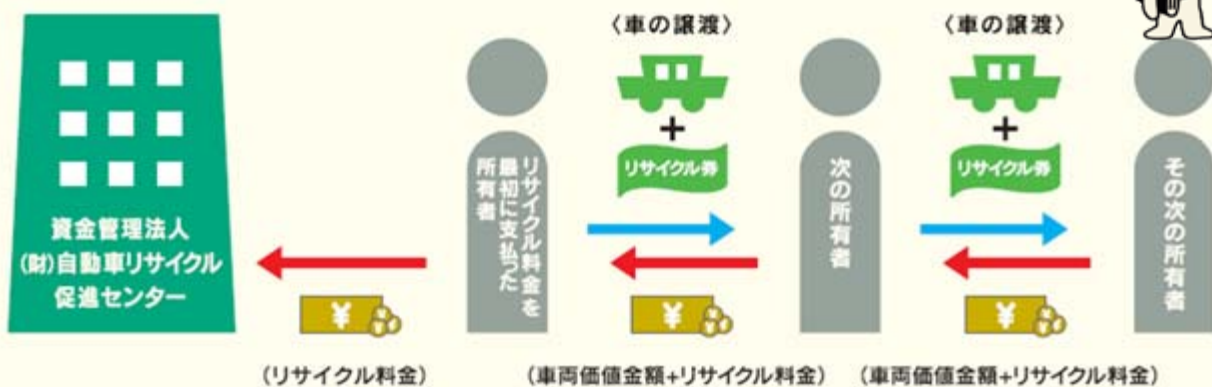 〈車の譲渡〉
〈車の譲渡〉
+
+
リサイクル券
リサイクル券
リサイクル料金を
最初に支払った
所有者
次の所有者
その次の所有者
資金管理法人
(財)自動車リサイクル
促進センター
¥
¥
¥
(リサイクル料金)
(車両価値金額+リサイクル料金)
(車両価値金額+リサイクル料金)